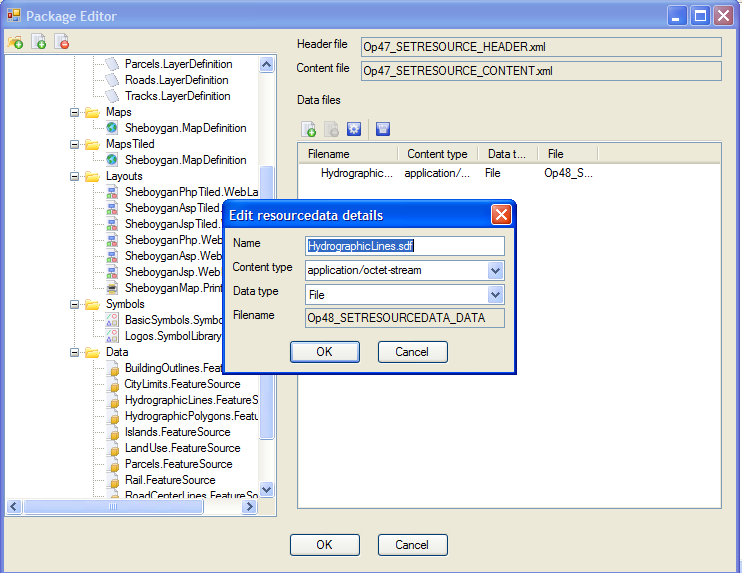 Package Editor
Header file Op47_SETRESOURCE_HEADER.xml
Content file Op47_SETRESOURCE_CONTENT.xml
Data files
Filename Content type Data t... File
Hydrographic... application/... File Op48_S...
Parcels.LayerDefinition
Roads.LayerDefinition
Tracks.LayerDefinition
Maps
Sheboygan.MapDefinition
MapsTiled
Sheboygan.MapDefinition
Layouts
SheboyganPhpTiled.WebLa
SheboyganAspTiled.
SheboyganJspTiled.
SheboyganPhp.Web
SheboyganAsp.Web
SheboyganJsp.Web
SheboyganMap.Print
Symbols
BasicSymbols.Symbo
Logos.SymbolLibrary
Data
BuildingOutlines.Featu
CityLimits.FeatureSource
HydrographicLines.FeatureS
HydrographicPolygons.Featu
Islands.FeatureSource
LandUse.FeatureSource
Parcels.FeatureSource
Rail.FeatureSource
RoadCenterLines.FeatureSo
Edit resourcedata details
Name HydrographicLines.sdf
Content type application/octet-stream
Data type File
Filename Op48_SETRESOURCEDATA_DATA
OK Cancel
OK Cancel